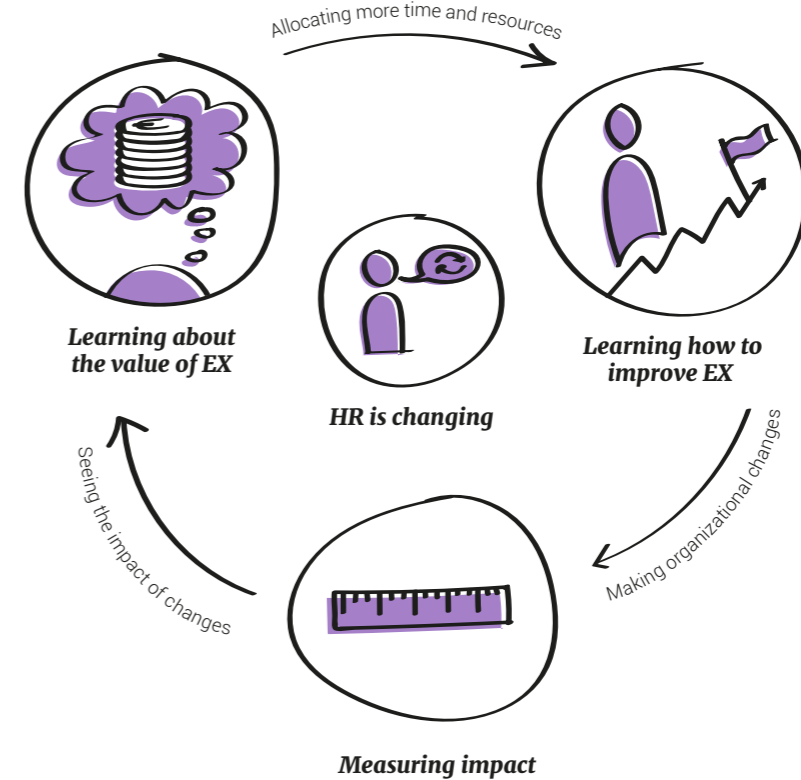 Allocating more time and resources
Learning about
the value of EX
Learning how to
improve EX
HR is changing
Making organizational changes
Seeing the impact of changes
Measuring impact